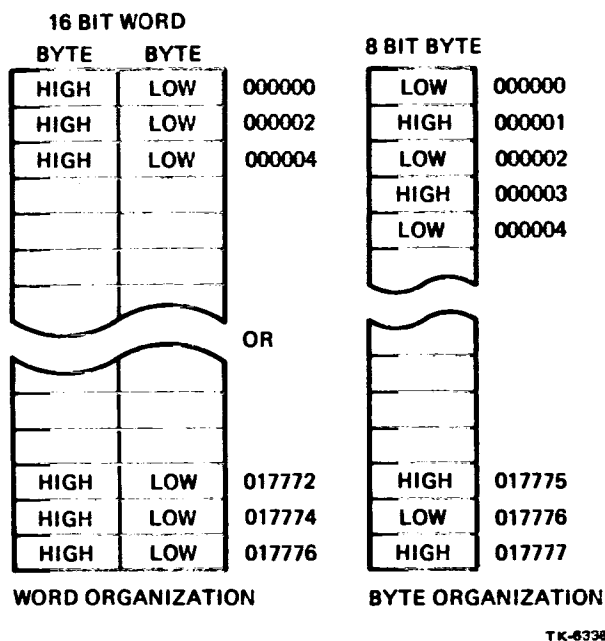 16 BIT WORD
BYTE BYTE
HIGH LOW 000000
HIGH LOW 000002
HIGH LOW 000004
OR
HIGH LOW 017772
HIGH LOW 017774
HIGH LOW 017776
WORD ORGANIZATION
8 BIT BYTE
LOW 000000
HIGH 000001
LOW 000002
HIGH 000003
LOW 000004
HIGH 017775
LOW 017776
HIGH 017777
BYTE ORGANIZATION
TK-6338